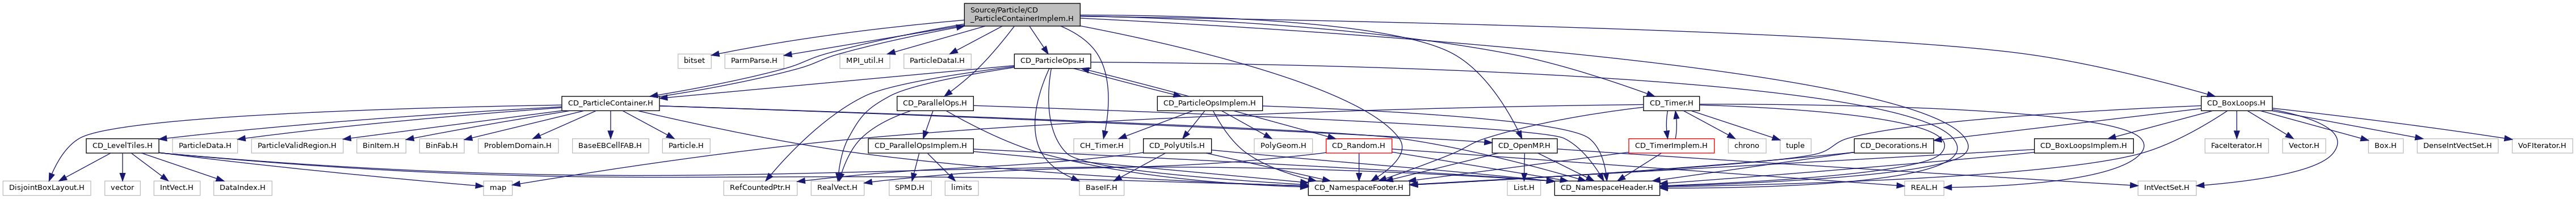 Source/Particle/CD
_ParticleContainerImplem.H
bitset
ParmParse.H
MPI_util.H
ParticleDataI.H
CD_ParticleOps.H
CD_ParticleContainer.H
CD_ParallelOps.H
CD_ParticleOpsImplem.H
CD_Timer.H
CD_BoxLoops.H
CD_LevelTiles.H
ParticleData.H
ParticleValidRegion.H
BinItem.H
BinFab.H
ProblemDomain.H
BaseEBCellFAB.H
Particle.H
CD_ParallelOpsImplem.H
CH_Timer.H
CD_PolyUtils.H
PolyGeom.H
CD_Random.H
CD_OpenMP.H
CD_TimerImplem.H
chrono
tuple
CD_Decorations.H
CD_BoxLoopsImplem.H
FaceIterator.H
Vector.H
Box.H
DenseIntVectSet.H
VoFIterator.H
DisjointBoxLayout.H
vector
IntVect.H
DataIndex.H
map
RefCountedPtr.H
RealVect.H
SPMD.H
limits
BaseIF.H
CD_NamespaceFooter.H
List.H
CD_NamespaceHeader.H
REAL.H
IntVectSet.H